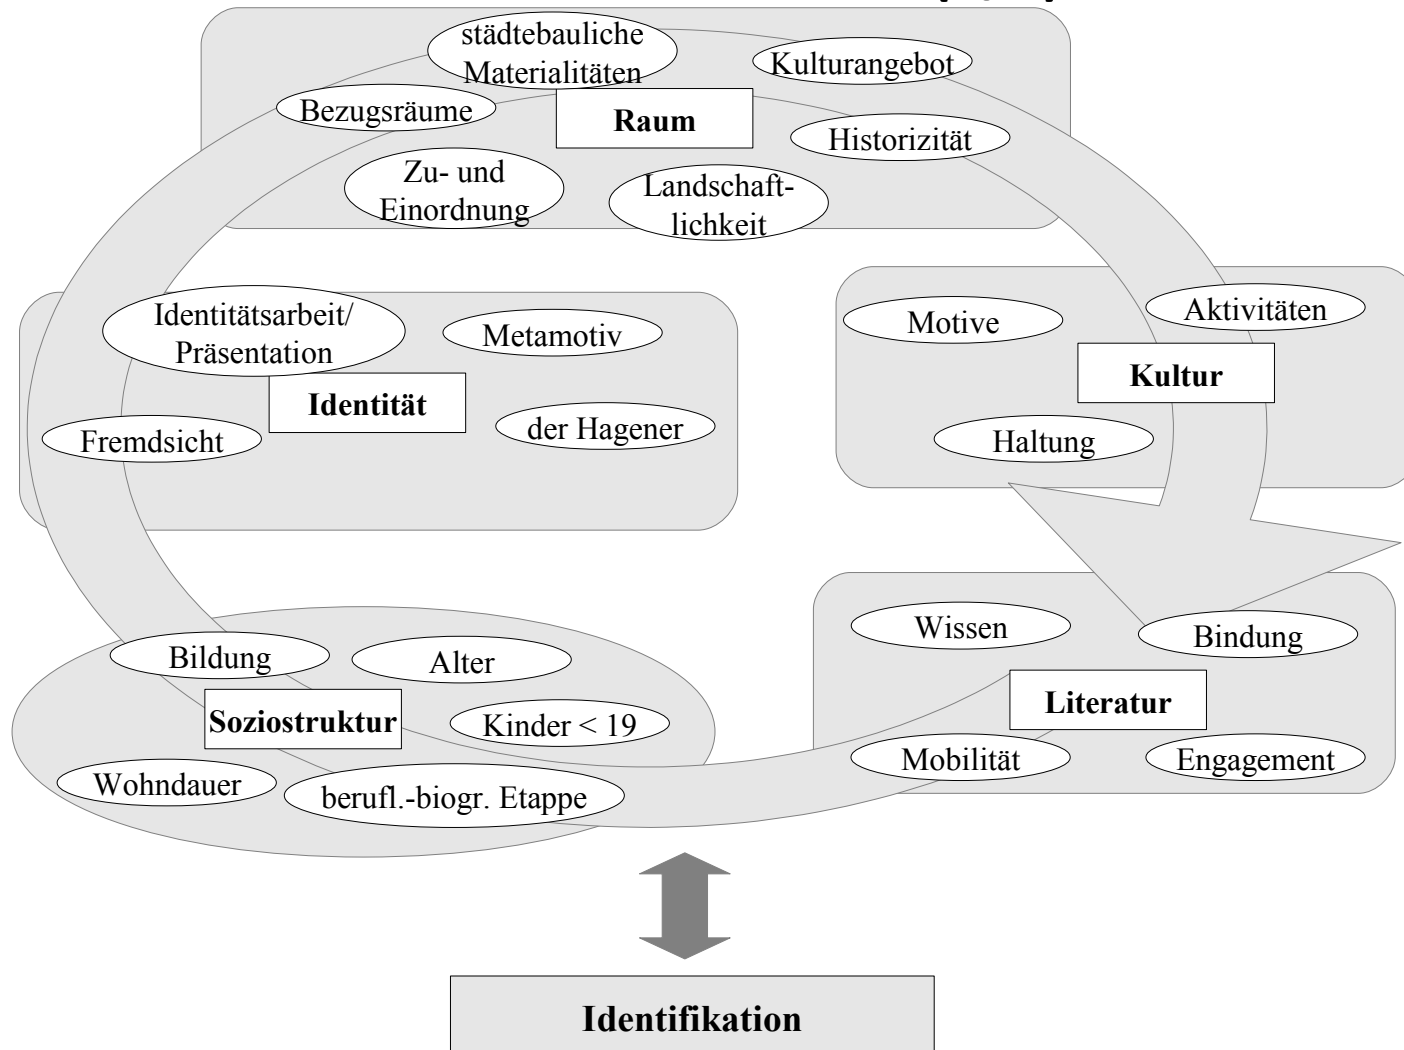 städtebauliche
Materialitäten
Kulturangebot
Bezugsräume
Raum
Historizität
Zu- und
Einordnung
Landschaft-
lichkeit
Identitätsarbeit/
Präsentation
Metamotiv
Identität
Fremdsicht
der Hagener
Motive
Aktivitäten
Kultur
Haltung
Bildung
Alter
Soziostruktur
Kinder < 19
Wohndauer
berufl.-biogr. Etappe
Wissen
Bindung
Literatur
Mobilität
Engagement
Identifikation